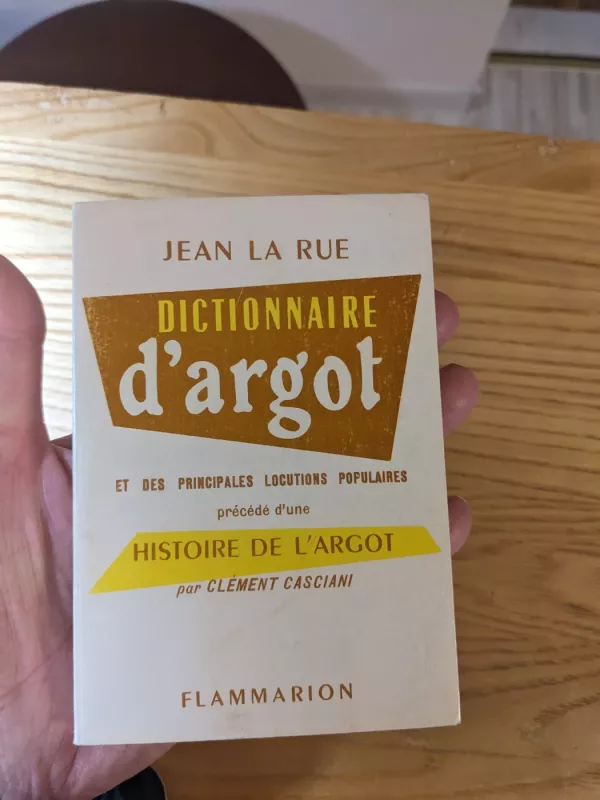 JEAN LA RUE
DICTIONNAIRE
d'argot
ET DES PRINCIPALES LOCUTIONS POPULAIRES
précédé d'une
HISTOIRE DE L'ARGOT
par CLÉMENT CASCIANI
FLAMMARION